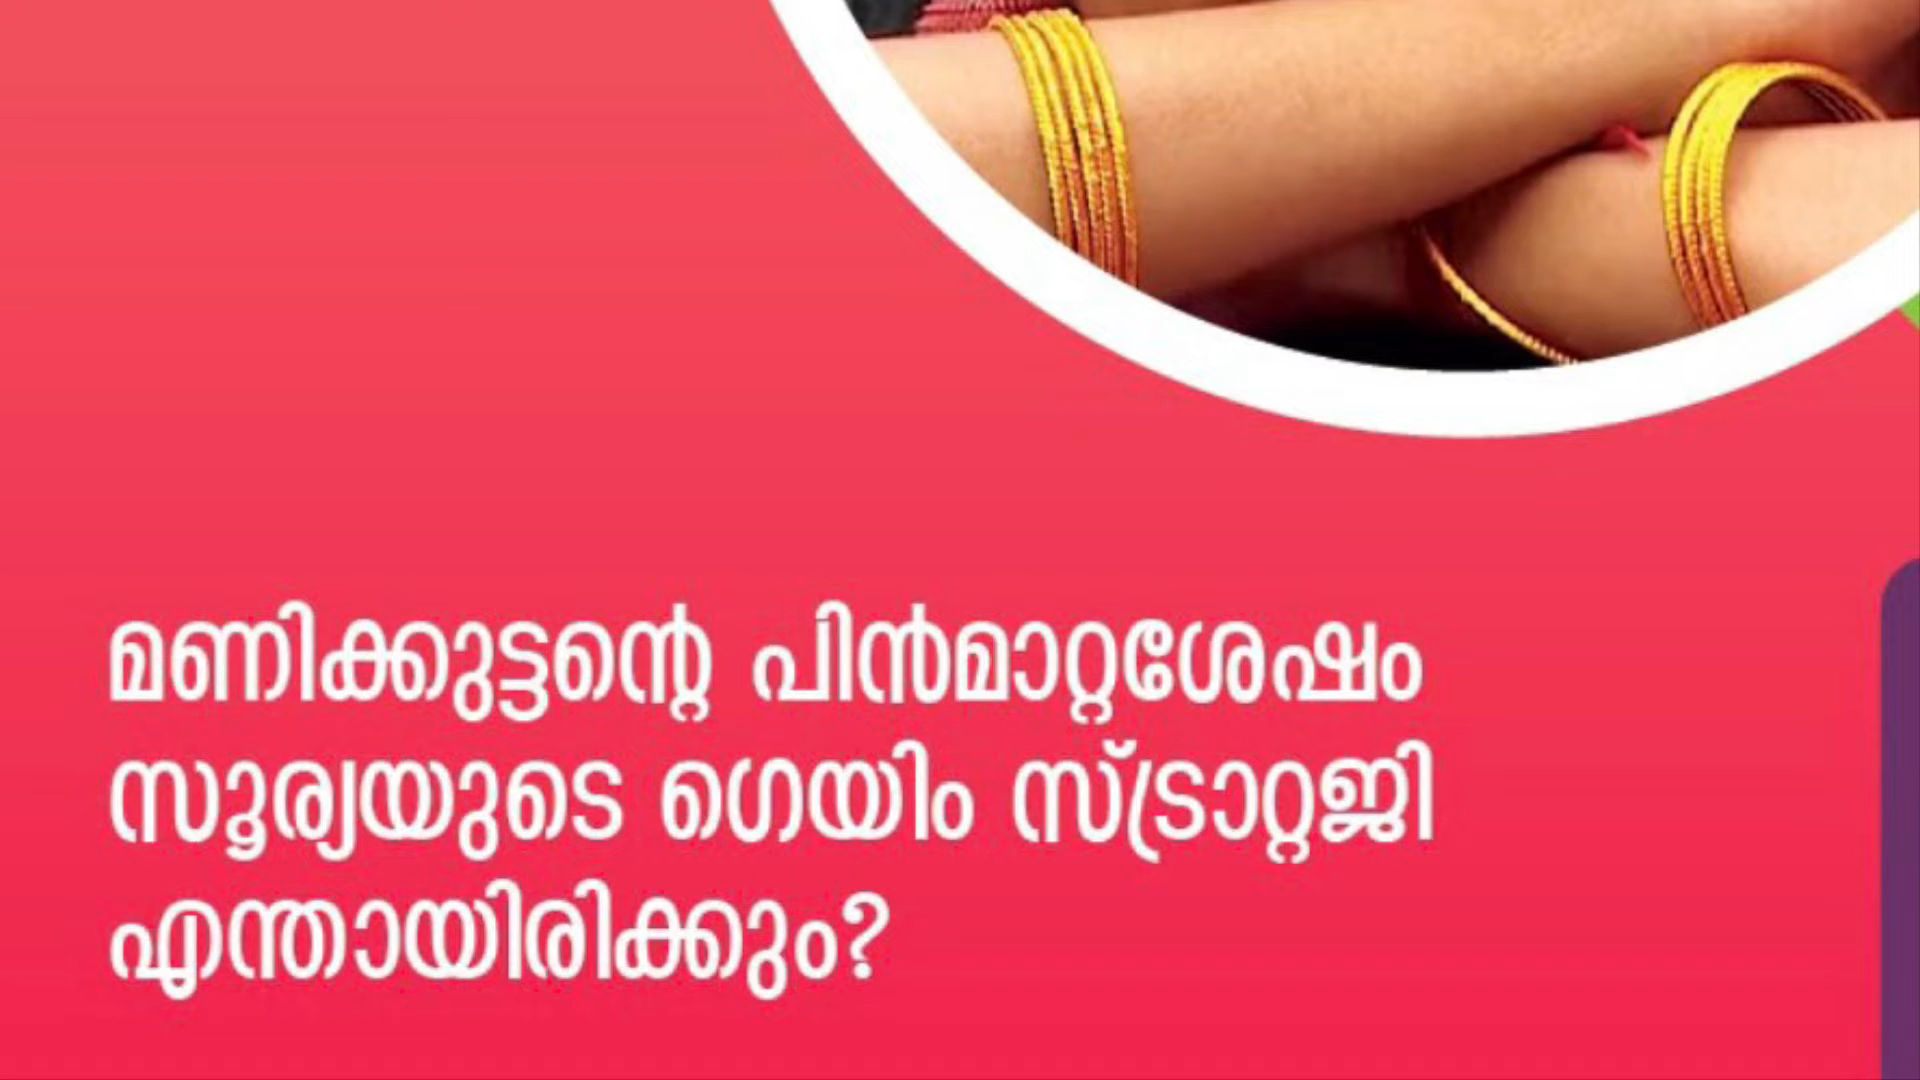 മണിക്കുട്ടന്റെ പിൻമാറ്റശേഷം
സൂര്യയുടെ ഗെയിം സ്ട്രാറ്റജി
എന്തായിരിക്കും?